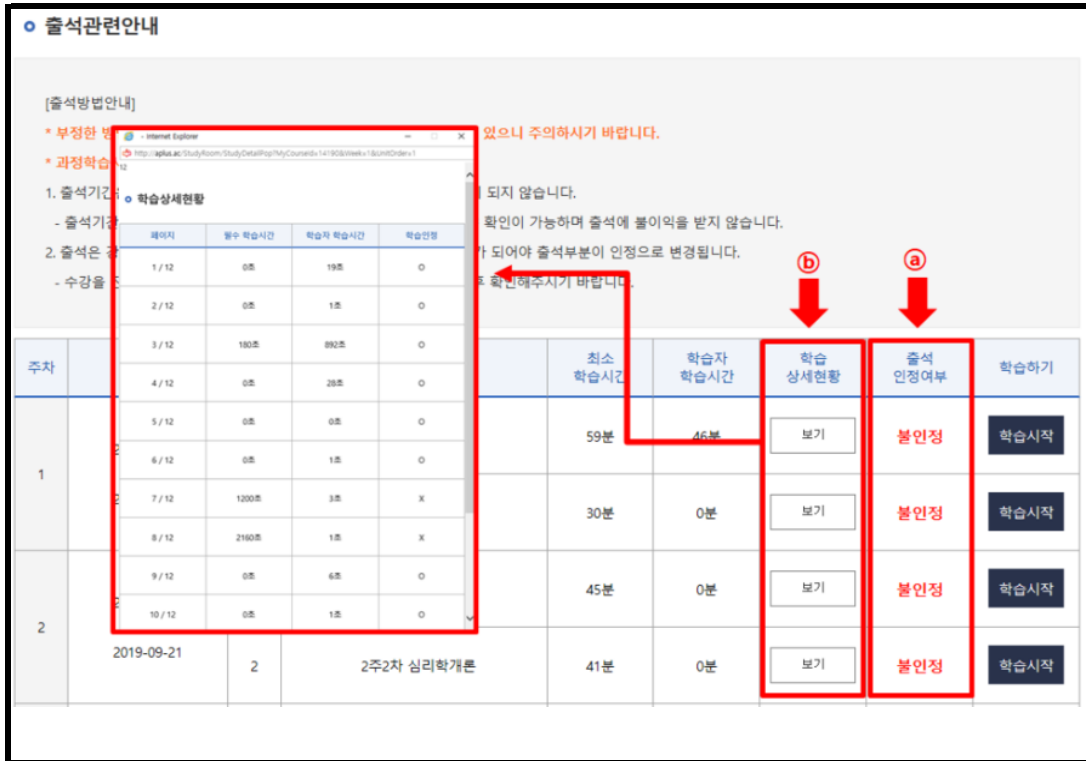 출석관련안내
[출석방법안내]
* 부정한 방 있으니 주의하시기 바랍니다.
* 과정학습
1. 출석기간 되지 않습니다.
- 출석기간 확인이 가능하며 출석에 불이익을 받지 않습니다.
2. 출석은 강 가 되어야 출석부분이 인정으로 변경됩니다.
- 수강을 후 확인해주시기 바랍니다.
- Internet Explorer
http://aplus.ac/StudyRoom/StudyDetailPop?MyCourseId=14190&Week=1&UnitOrder=1
12
학습상세현황
페이지 필수 학습시간 학습자 학습시간 학습인정
1 / 12 0초 19초 O
2 / 12 0초 1초 O
3 / 12 180초 892초 O
4 / 12 0초 28초 O
5 / 12 0초 0초 O
6 / 12 0초 1초 O
7 / 12 1200초 3초 X
8 / 12 2160초 1초 X
9 / 12 0초 6초 O
10 / 12 0초 1초 O
ⓑ ⓐ
주차 최소 학습시간 학습자 학습시간 학습 상세현황 출석 인정여부 학습하기
1
59분 46분 보기 불인정 학습시작
30분 0분 보기 불인정 학습시작
2
45분 0분 보기 불인정 학습시작
2019-09-21 2 2주2차 심리학개론 41분 0분 보기 불인정 학습시작